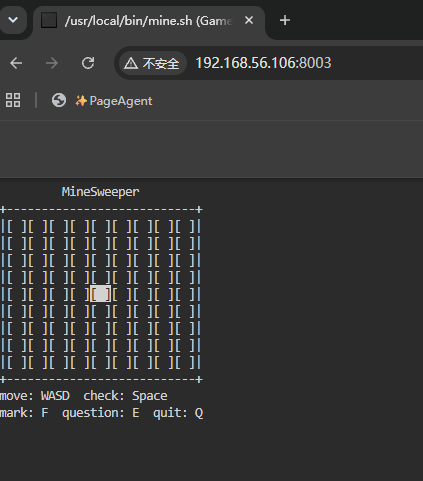 /usr/local/bin/mine.sh (Game
不安全 192.168.56.106:8003
✨PageAgent
MineSweeper
+---------------------------+
|[ ][ ][ ][ ][ ][ ][ ][ ][ ]|
|[ ][ ][ ][ ][ ][ ][ ][ ][ ]|
|[ ][ ][ ][ ][ ][ ][ ][ ][ ]|
|[ ][ ][ ][ ][ ][ ][ ][ ][ ]|
|[ ][ ][ ][ ][ ][ ][ ][ ][ ]|
|[ ][ ][ ][ ][ ][ ][ ][ ][ ]|
|[ ][ ][ ][ ][ ][ ][ ][ ][ ]|
|[ ][ ][ ][ ][ ][ ][ ][ ][ ]|
|[ ][ ][ ][ ][ ][ ][ ][ ][ ]|
+---------------------------+
move: WASD  check: Space
mark: F  question: E  quit: Q